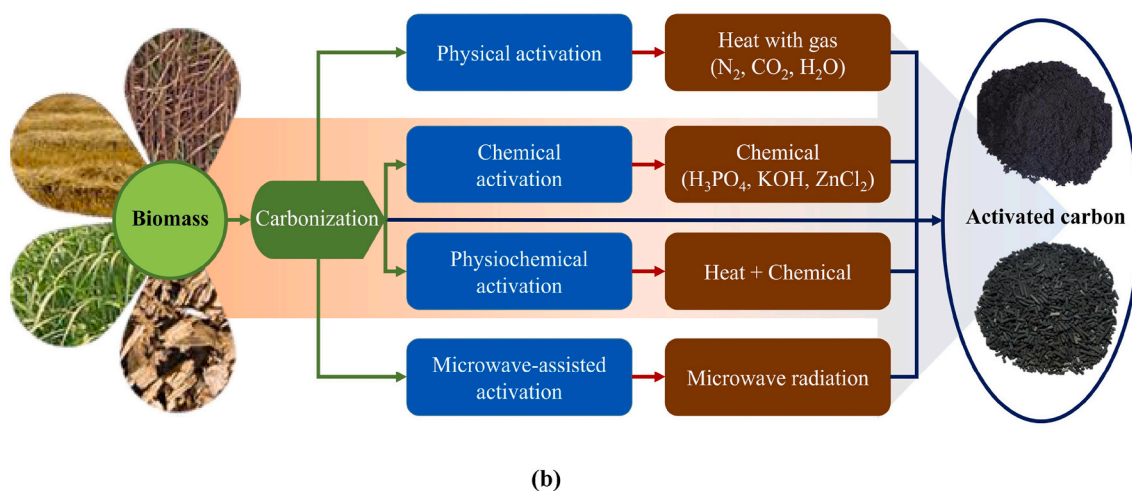 Biomass
Carbonization
Physical activation
Heat with gas
(N₂, CO₂, H₂O)
Chemical
activation
Chemical
(H₃PO₄, KOH, ZnCl₂)
Physiochemical
activation
Heat + Chemical
Microwave-assisted
activation
Microwave radiation
Activated carbon
(b)